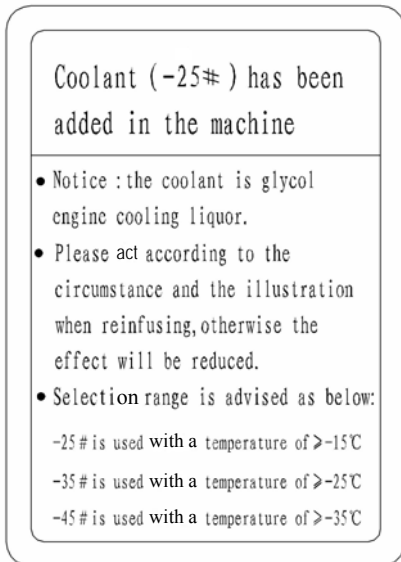 Coolant (-25#) has been
added in the machine
● Notice :the coolant is glycol
engine cooling liquor.
● Please act according to the
circumstance and the illustration
when reinfusing, otherwise the
effect will be reduced.
● Selection range is advised as below:
-25#is used with a temperature of ≥-15℃
-35#is used with a temperature of ≥-25℃
-45#is used with a temperature of ≥-35℃